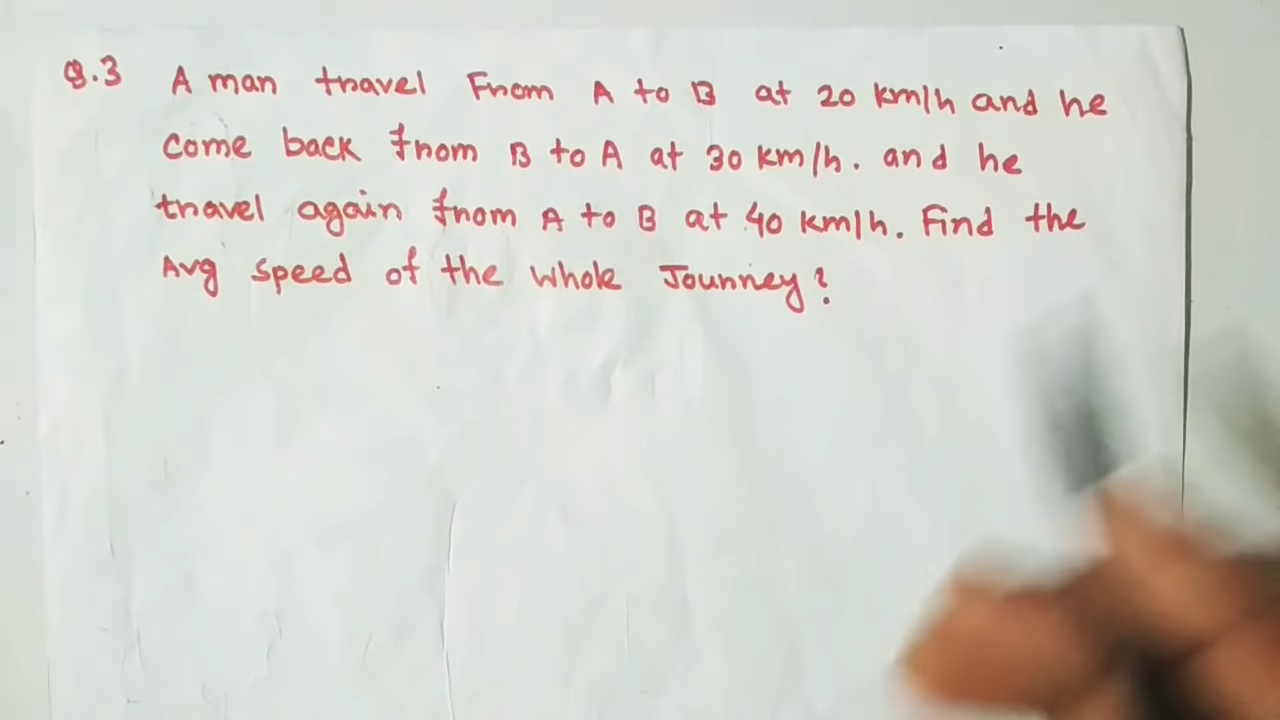 Q.3 A man travel From A to B at 20 km/h and he
come back from B to A at 30 km/h. and he
travel again from A to B at 40 km/h. Find the
Avg speed of the whole Journey?